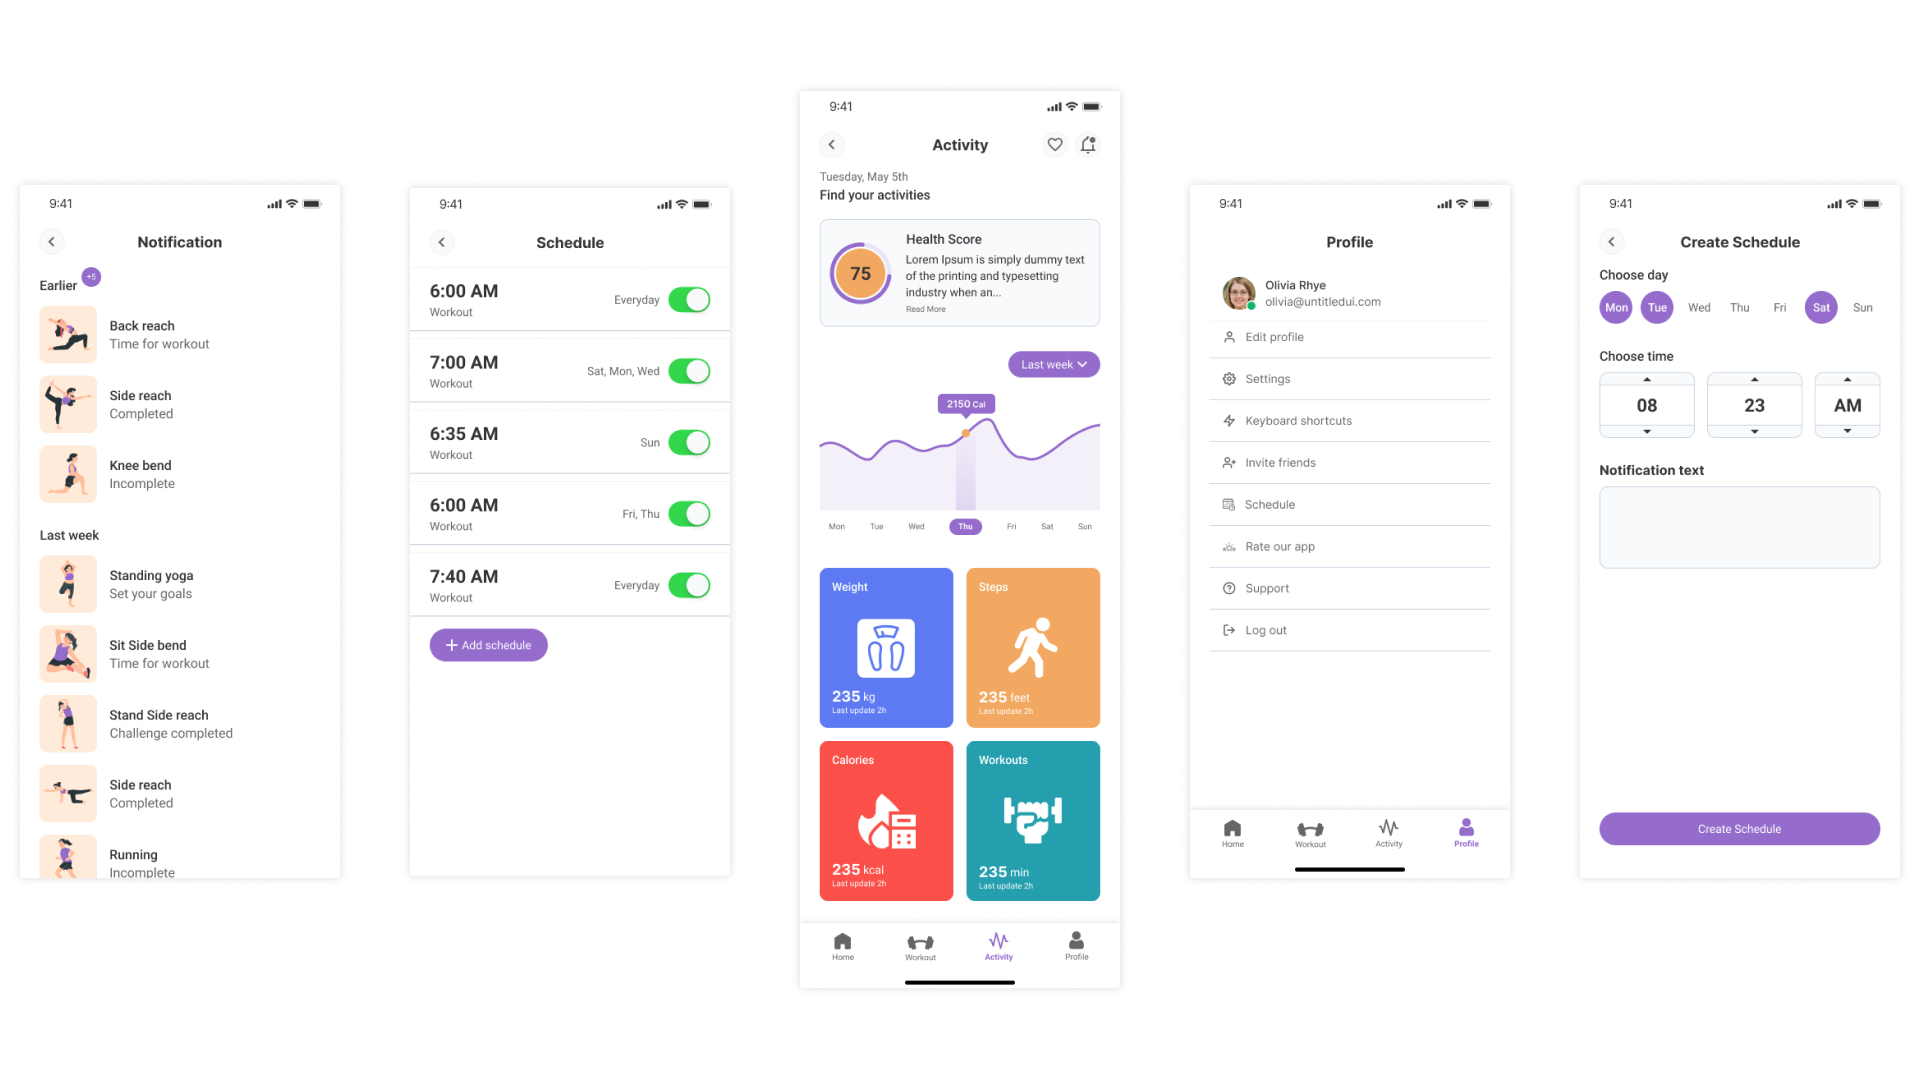 9:41
Notification
Earlier
+5
Back reach
Time for workout
Side reach
Completed
Knee bend
Incomplete
Last week
Standing yoga
Set your goals
Sit Side bend
Time for workout
Stand Side reach
Challenge completed
Side reach
Completed
Running
Incomplete
9:41
Schedule
6:00 AM
Workout
Everyday
7:00 AM
Workout
Sat, Mon, Wed
6:35 AM
Workout
Sun
6:00 AM
Workout
Fri, Thu
7:40 AM
Workout
Everyday
Add schedule
9:41
Activity
Tuesday, May 5th
Find your activities
75
Health Score
Lorem Ipsum is simply dummy text
of the printing and typesetting
industry when an...
Read More
Last week
2150 Cal
Mon Tue Wed Thu Fri Sat Sun
Weight
235 kg
Last update 2h
Steps
235 feet
Last update 2h
Calories
235 kcal
Last update 2h
Workouts
235 min
Last update 2h
Home Workout Activity Profile
9:41
Profile
Olivia Rhye
olivia@untitledui.com
Edit profile
Settings
Keyboard shortcuts
Invite friends
Schedule
Rate our app
Support
Log out
Home Workout Activity Profile
9:41
Create Schedule
Choose day
Mon Tue Wed Thu Fri Sat Sun
Choose time
08 23 AM
Notification text
Create Schedule